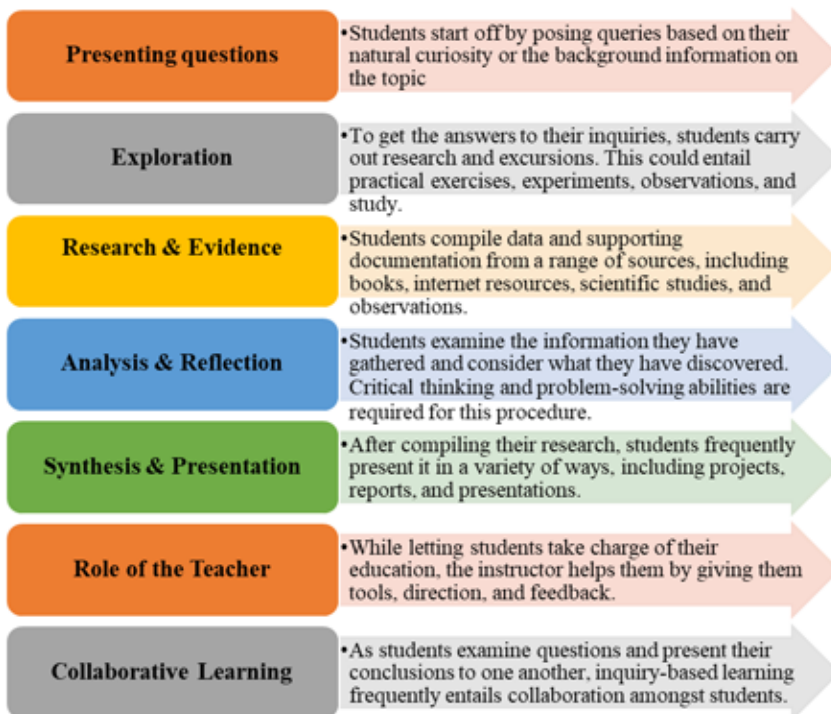 Presenting questions
•Students start off by posing queries based on their
natural curiosity or the background information on
the topic
Exploration
•To get the answers to their inquiries, students carry
out research and excursions. This could entail
practical exercises, experiments, observations, and
study.
Research & Evidence
•Students compile data and supporting
documentation from a range of sources, including
books, internet resources, scientific studies, and
observations.
Analysis & Reflection
•Students examine the information they have
gathered and consider what they have discovered.
Critical thinking and problem-solving abilities are
required for this procedure.
Synthesis & Presentation
•After compiling their research, students frequently
present it in a variety of ways, including projects,
reports, and presentations.
Role of the Teacher
•While letting students take charge of their
education, the instructor helps them by giving them
tools, direction, and feedback.
Collaborative Learning
•As students examine questions and present their
conclusions to one another, inquiry-based learning
frequently entails collaboration amongst students.